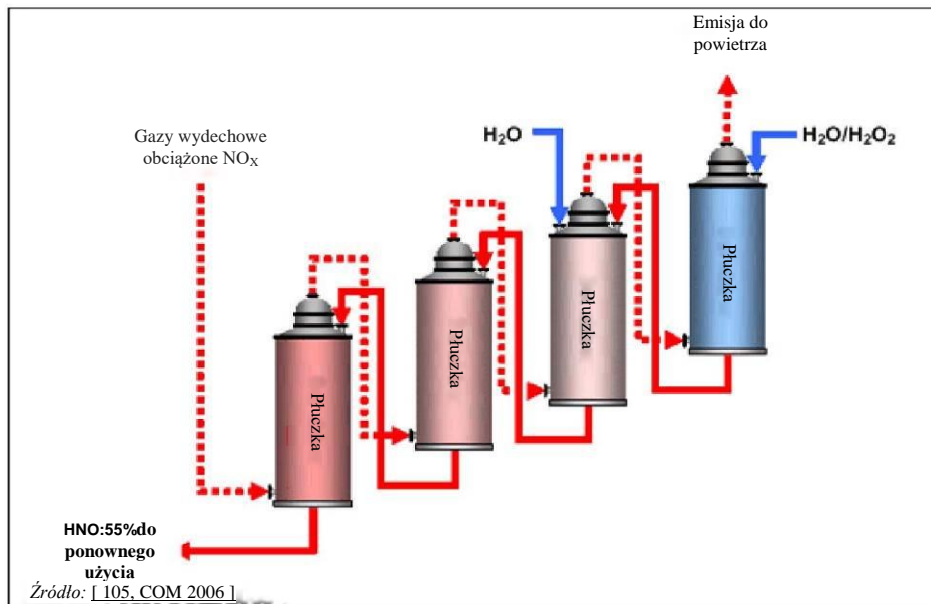 Emisja do
powietrza
Gazy wydechowe
obciążone NOX
H2O
H2O/H2O2
Płuczka
Płuczka
Płuczka
Płuczka
HNO:55%do
ponownego
użycia
Źródło: [ 105, COM 2006 ]